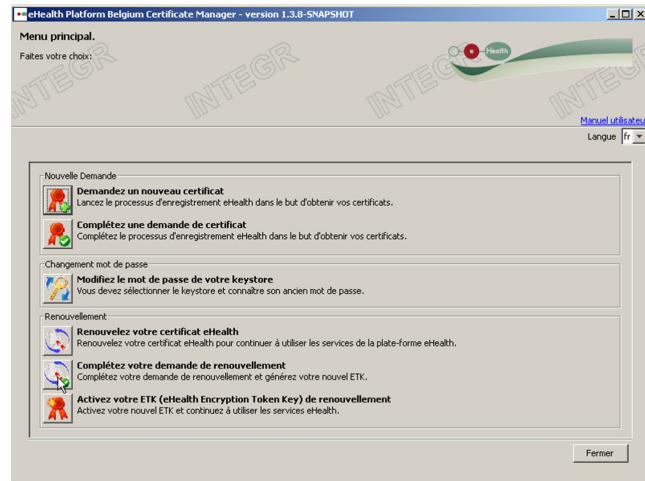 eHealth Platform Belgium Certificate Manager - version 1.3.8-SNAPSHOT
Menu principal.
Faites votre choix:
e Health
INTEGR INTEGR INTEGR INTEGR
Manuel utilisateu
Langue fr
Nouvelle Demande
Demandez un nouveau certificat
Lancez le processus d'enregistrement eHealth dans le but d'obtenir vos certificats.
Complétez une demande de certificat
Complétez le processus d'enregistrement eHealth dans le but d'obtenir vos certificats.
Changement mot de passe
Modifiez le mot de passe de votre keystore
Vous devez sélectionner le keystore et connaître son ancien mot de passe.
Renouvellement
Renouvelez votre certificat eHealth
Renouvelez votre certificat eHealth pour continuer à utiliser les services de la plate-forme eHealth.
Complétez votre demande de renouvellement
Complétez votre demande de renouvellement et générez votre nouvel ETK.
Activez votre ETK (eHealth Encryption Token Key) de renouvellement
Activez votre nouvel ETK et continuez à utiliser les services eHealth.
Fermer